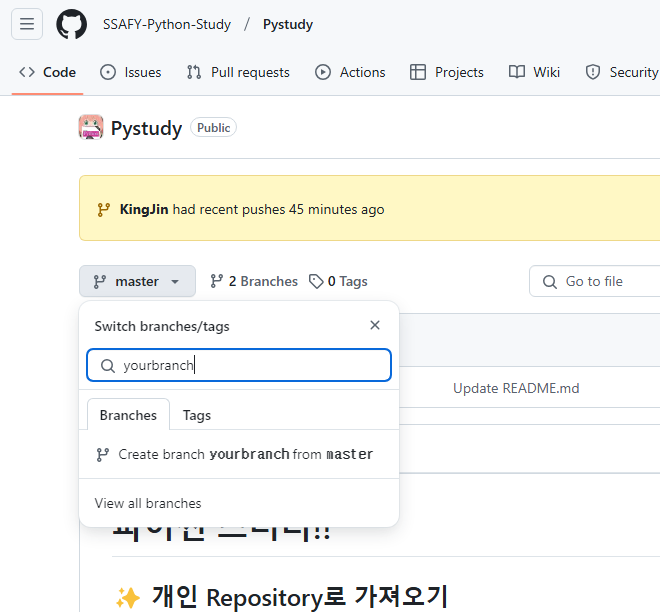 SSAFY-Python-Study / Pystudy
Code Issues Pull requests Actions Projects Wiki Security
Pystudy Public
KingJin had recent pushes 45 minutes ago
master 2 Branches 0 Tags Go to file
Switch branches/tags
yourbranch
Update README.md
Branches Tags
Create branch yourbranch from master
View all branches
✨ 개인 Repository로 가져오기